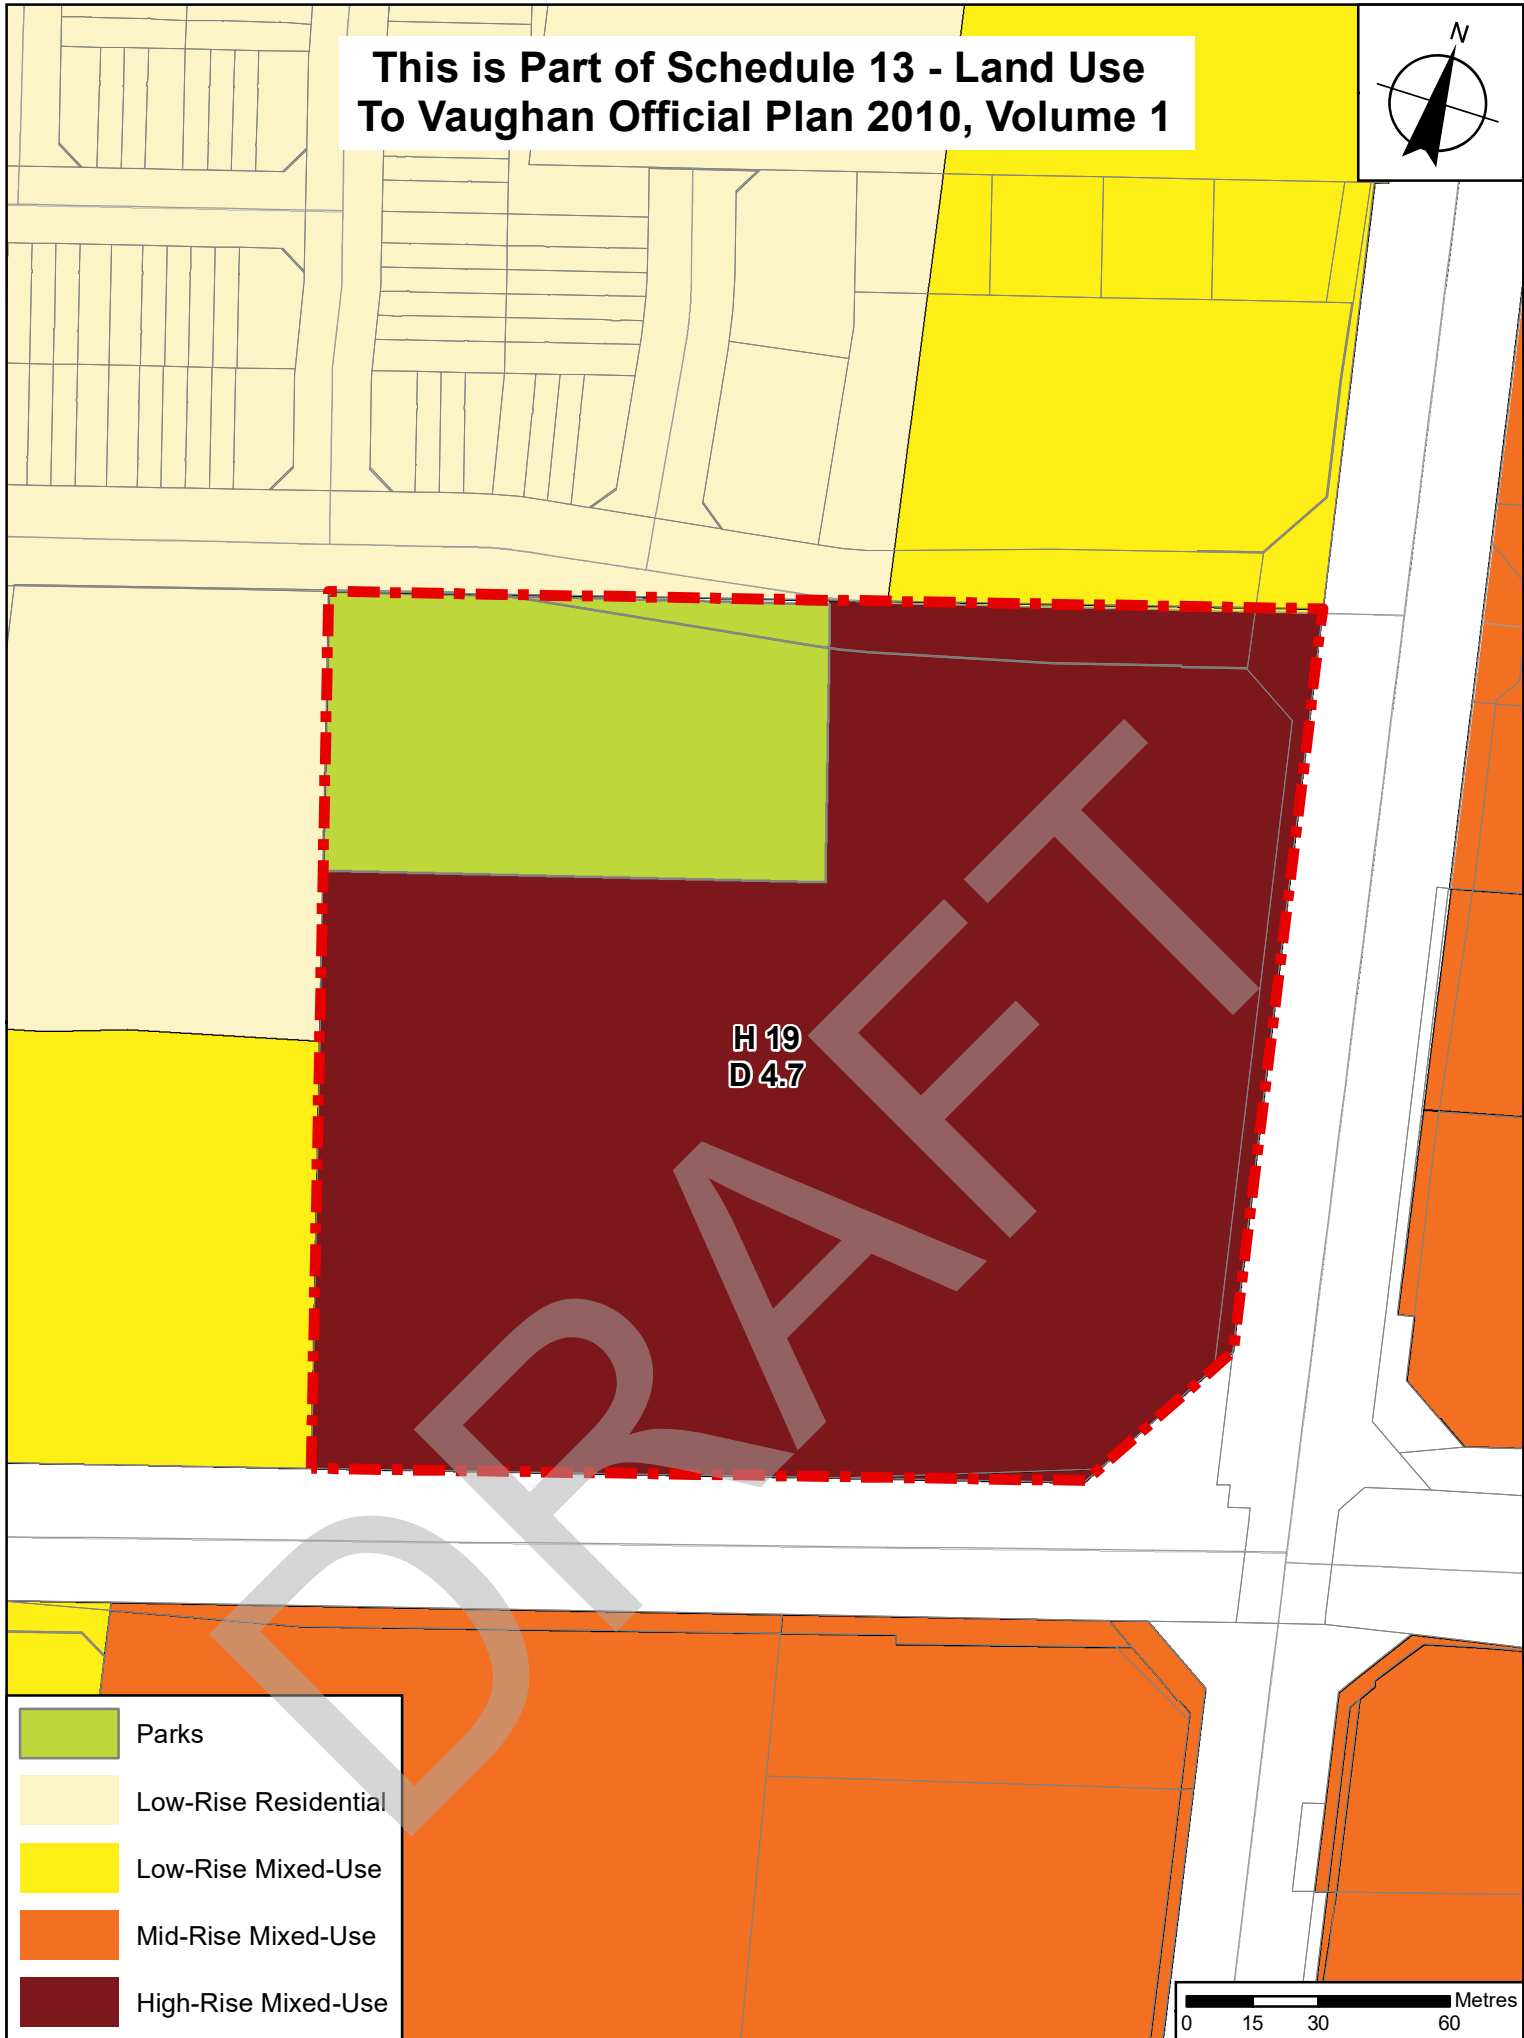 This is Part of Schedule 13 - Land Use
To Vaughan Official Plan 2010, Volume 1
N
H 19
D 4.7
DRAFT
Parks
Low-Rise Residential
Low-Rise Mixed-Use
Mid-Rise Mixed-Use
High-Rise Mixed-Use
Metres
0 15 30 60